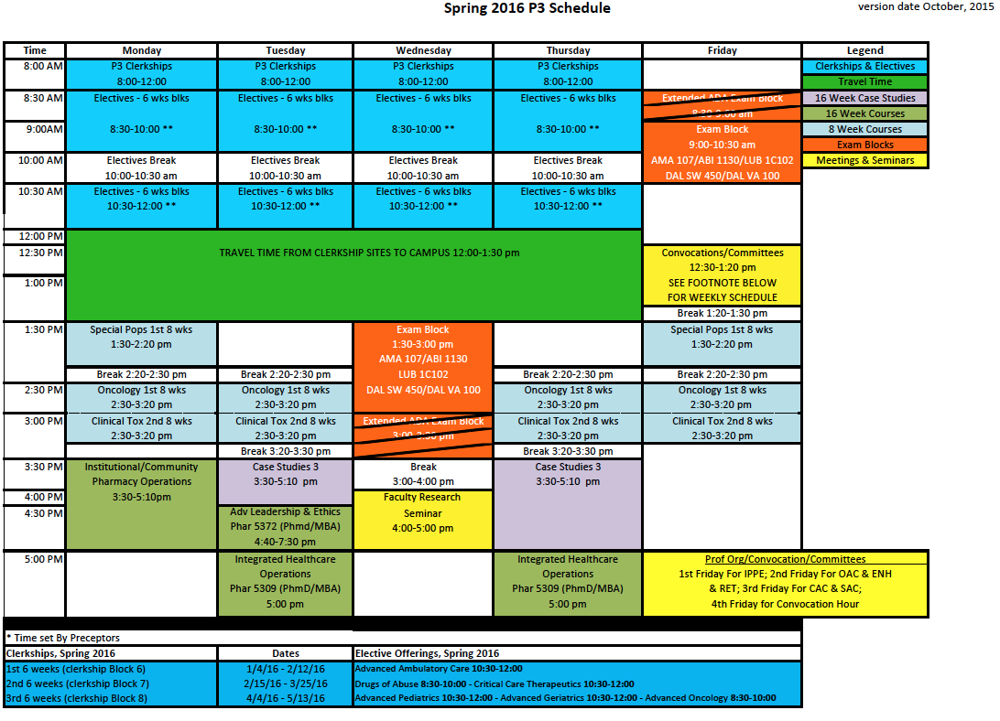 Spring 2016 P3 Schedule
version date October, 2015
Time Monday Tuesday Wednesday Thursday Friday Legend
8:00 AM P3 Clerkships P3 Clerkships P3 Clerkships P3 Clerkships Clerkships & Electives
8:00-12:00 8:00-12:00 8:00-12:00 8:00-12:00 Travel Time
8:30 AM Electives - 6 wks blks Electives - 6 wks blks Electives - 6 wks blks Electives - 6 wks blks Extended ADA Exam Block 16 Week Case Studies
8:30-9:00 am 16 Week Courses
9:00AM 8:30-10:00 ** 8:30-10:00 ** 8:30-10:00 ** 8:30-10:00 ** Exam Block 8 Week Courses
9:00-10:30 am Exam Blocks
10:00 AM Electives Break Electives Break Electives Break Electives Break AMA 107/ABI 1130/LUB 1C102 Meetings & Seminars
10:00-10:30 am 10:00-10:30 am 10:00-10:30 am 10:00-10:30 am DAL SW 450/DAL VA 100
10:30 AM Electives - 6 wks blks Electives - 6 wks blks Electives - 6 wks blks Electives - 6 wks blks
10:30-12:00 ** 10:30-12:00 ** 10:30-12:00 ** 10:30-12:00 **
12:00 PM
12:30 PM TRAVEL TIME FROM CLERKSHIP SITES TO CAMPUS 12:00-1:30 pm Convocations/Committees
12:30-1:20 pm
1:00 PM SEE FOOTNOTE BELOW
FOR WEEKLY SCHEDULE
Break 1:20-1:30 pm
1:30 PM Special Pops 1st 8 wks Exam Block Special Pops 1st 8 wks
1:30-2:20 pm 1:30-3:00 pm 1:30-2:20 pm
AMA 107/ABI 1130
Break 2:20-2:30 pm Break 2:20-2:30 pm LUB 1C102 Break 2:20-2:30 pm Break 2:20-2:30 pm
2:30 PM Oncology 1st 8 wks Oncology 1st 8 wks DAL SW 450/DAL VA 100 Oncology 1st 8 wks Oncology 1st 8 wks
2:30-3:20 pm 2:30-3:20 pm 2:30-3:20 pm 2:30-3:20 pm
3:00 PM Clinical Tox 2nd 8 wks Clinical Tox 2nd 8 wks Extended ADA Exam Block Clinical Tox 2nd 8 wks Clinical Tox 2nd 8 wks
2:30-3:20 pm 2:30-3:20 pm 3:00-3:30 pm 2:30-3:20 pm 2:30-3:20 pm
Break 3:20-3:30 pm Break 3:20-3:30 pm
3:30 PM Institutional/Community Case Studies 3 Break Case Studies 3
Pharmacy Operations 3:30-5:10 pm 3:00-4:00 pm 3:30-5:10 pm
4:00 PM 3:30-5:10pm Faculty Research
4:30 PM Adv Leadership & Ethics Seminar
Phar 5372 (Phmd/MBA) 4:00-5:00 pm
4:40-7:30 pm
5:00 PM Integrated Healthcare Integrated Healthcare Prof Org/Convocation/Committees
Operations Operations 1st Friday For IPPE; 2nd Friday For OAC & ENH
Phar 5309 (PhmD/MBA) Phar 5309 (PhmD/MBA) & RET; 3rd Friday For CAC & SAC;
5:00 pm 5:00 pm 4th Friday for Convocation Hour
* Time set By Preceptors
Clerkships, Spring 2016 Dates Elective Offerings, Spring 2016
1st 6 weeks (clerkship Block 6) 1/4/16 - 2/12/16 Advanced Ambulatory Care 10:30-12:00
2nd 6 weeks (clerkship Block 7) 2/15/16 - 3/25/16 Drugs of Abuse 8:30-10:00 - Critical Care Therapeutics 10:30-12:00
3rd 6 weeks (clerkship Block 8) 4/4/16 - 5/13/16 Advanced Pediatrics 10:30-12:00 - Advanced Geriatrics 10:30-12:00 - Advanced Oncology 8:30-10:00